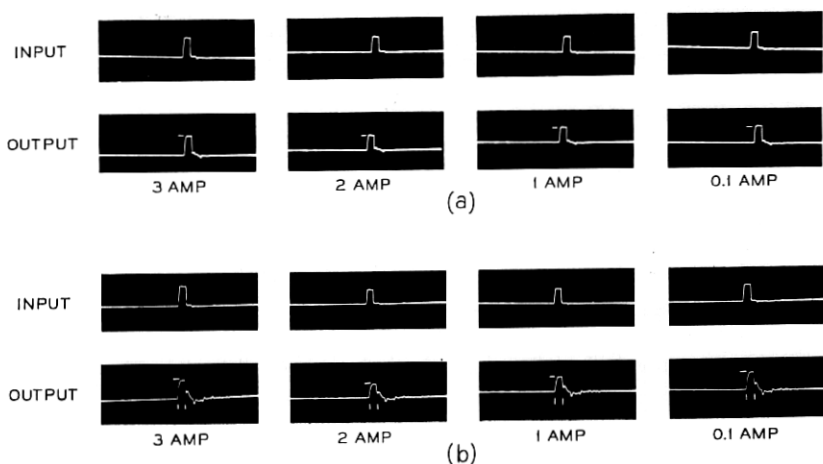 INPUT
OUTPUT
3 AMP 2 AMP 1 AMP 0.1 AMP
(a)
INPUT
OUTPUT
3 AMP 2 AMP 1 AMP 0.1 AMP
(b)